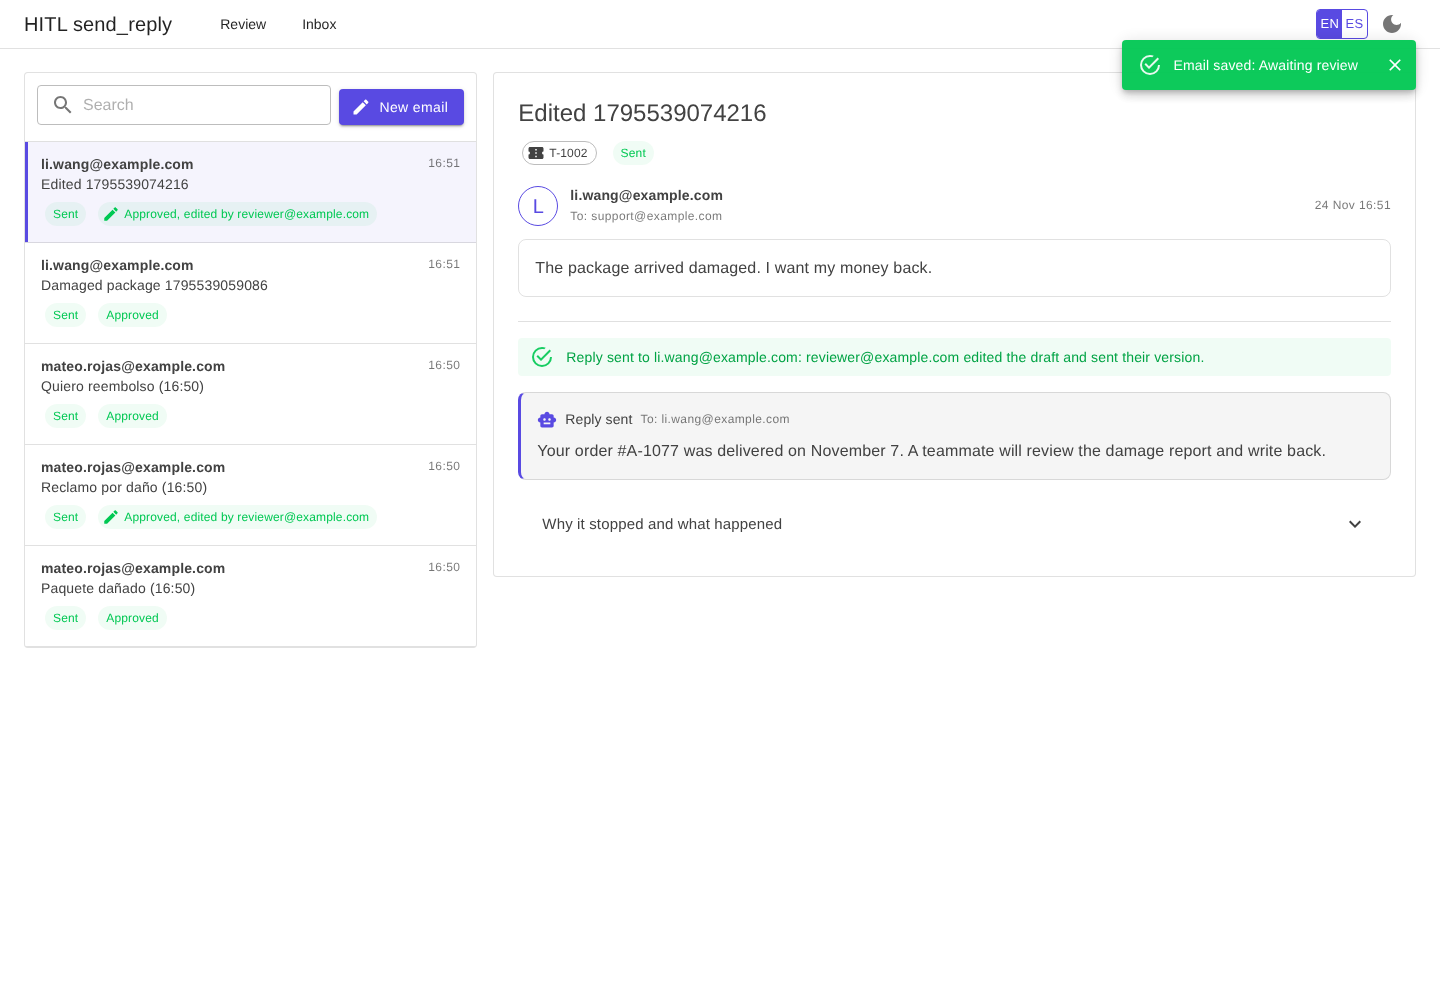 HITL send_reply
Review
Inbox
EN ES
Email saved: Awaiting review
Search
New email
li.wang@example.com 16:51
Edited 1795539074216
Sent Approved, edited by reviewer@example.com
li.wang@example.com 16:51
Damaged package 1795539059086
Sent Approved
mateo.rojas@example.com 16:50
Quiero reembolso (16:50)
Sent Approved
mateo.rojas@example.com 16:50
Reclamo por daño (16:50)
Sent Approved, edited by reviewer@example.com
mateo.rojas@example.com 16:50
Paquete dañado (16:50)
Sent Approved
Edited 1795539074216
T-1002 Sent
L
li.wang@example.com
To: support@example.com
24 Nov 16:51
The package arrived damaged. I want my money back.
Reply sent to li.wang@example.com: reviewer@example.com edited the draft and sent their version.
Reply sent To: li.wang@example.com
Your order #A-1077 was delivered on November 7. A teammate will review the damage report and write back.
Why it stopped and what happened